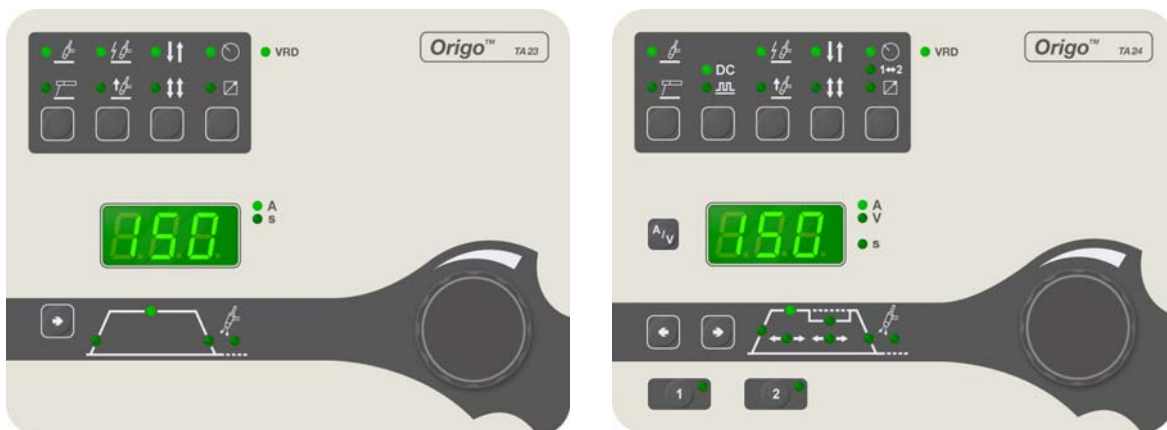 VRD
Origo™ TA23
150
A
s
VRD
Origo™ TA24
DC
1↔2
A/V
150
A
V
s
1
2